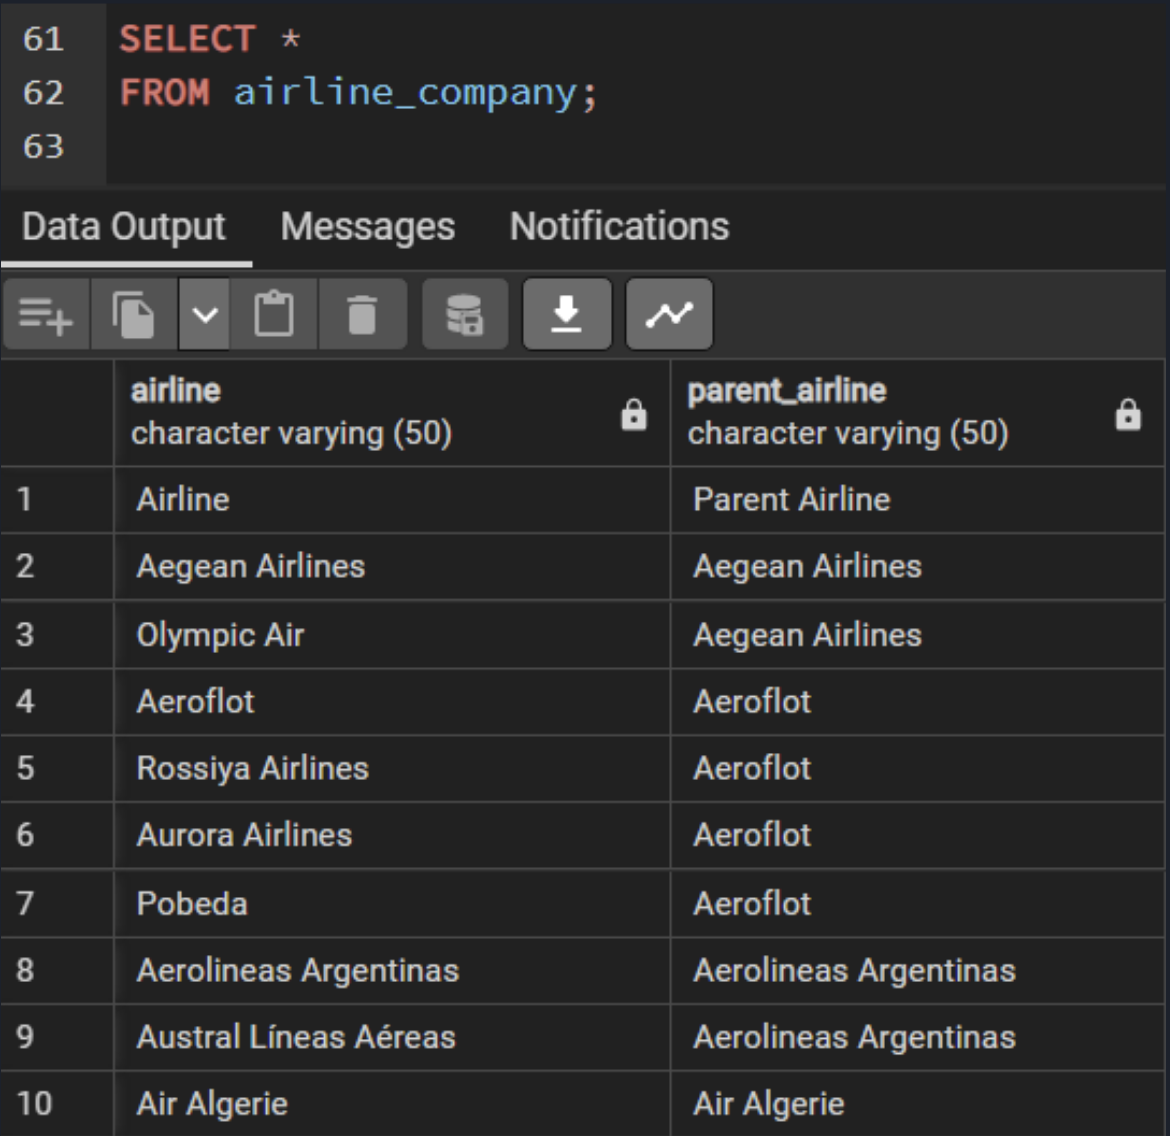 61 SELECT *
62 FROM airline_company;
63
Data Output Messages Notifications
airline parent_airline
character varying (50) character varying (50)
1 Airline Parent Airline
2 Aegean Airlines Aegean Airlines
3 Olympic Air Aegean Airlines
4 Aeroflot Aeroflot
5 Rossiya Airlines Aeroflot
6 Aurora Airlines Aeroflot
7 Pobeda Aeroflot
8 Aerolineas Argentinas Aerolineas Argentinas
9 Austral Líneas Aéreas Aerolineas Argentinas
10 Air Algerie Air Algerie